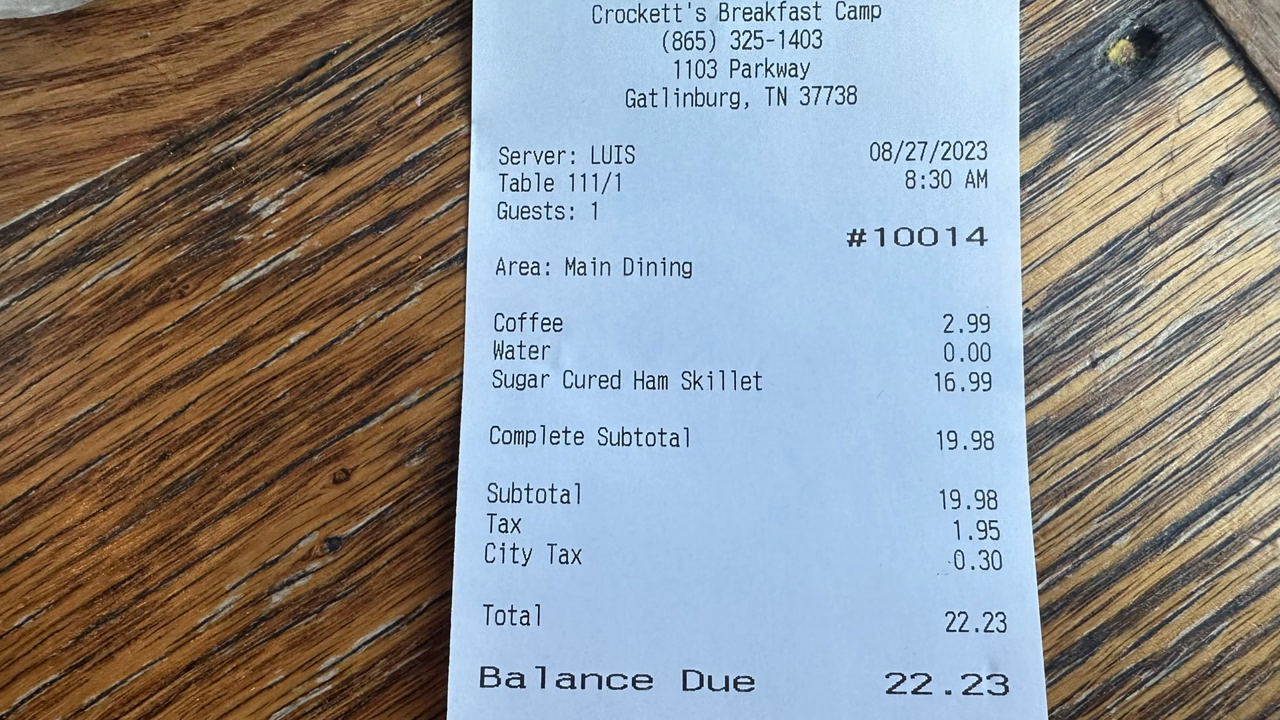 Crockett's Breakfast Camp
(865) 325-1403
1103 Parkway
Gatlinburg, TN 37738
Server: LUIS 08/27/2023
Table 111/1 8:30 AM
Guests: 1
#10014
Area: Main Dining
Coffee 2.99
Water 0.00
Sugar Cured Ham Skillet 16.99
Complete Subtotal 19.98
Subtotal 19.98
Tax 1.95
City Tax 0.30
Total 22.23
Balance Due 22.23